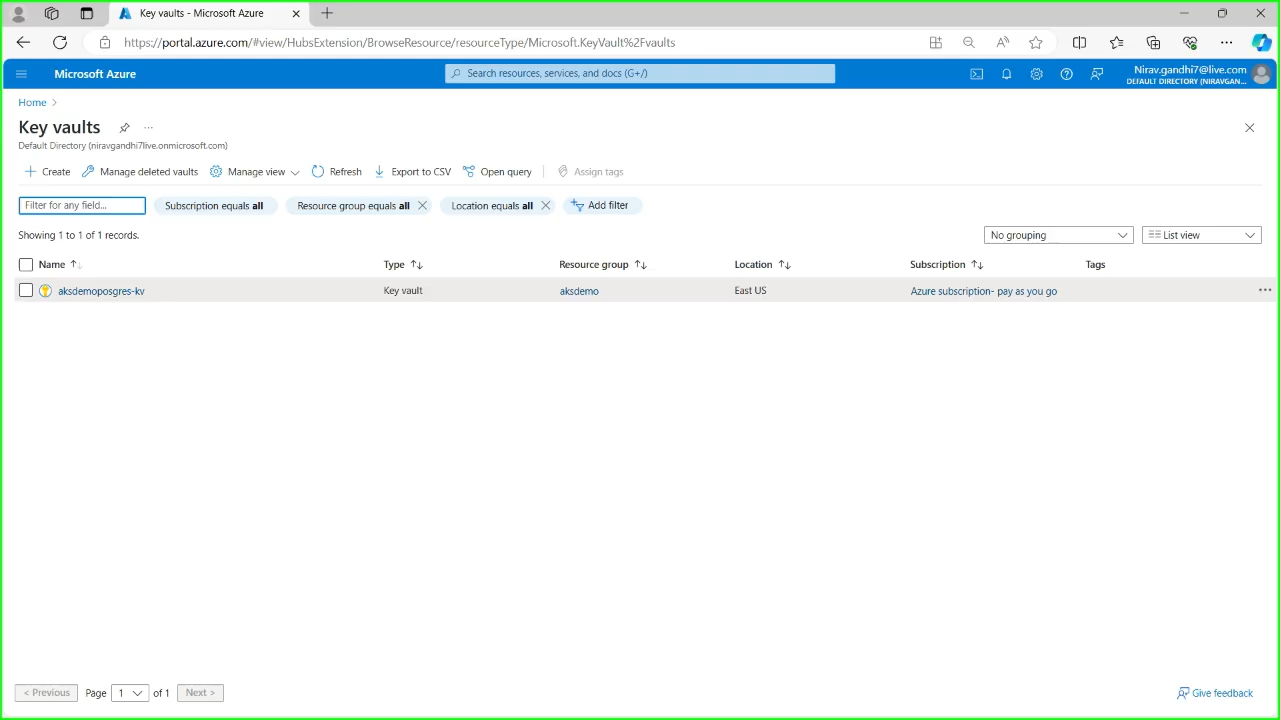 Key vaults - Microsoft Azure
https://portal.azure.com/#view/HubsExtension/BrowseResource/resourceType/Microsoft.KeyVault%2Fvaults
Microsoft Azure
Search resources, services, and docs (G+/)
Nirav.gandhi7@live.com
DEFAULT DIRECTORY (NIRAVGAN...
Home
Key vaults
...
Default Directory (niravgandhi7live.onmicrosoft.com)
Create Manage deleted vaults Manage view Refresh Export to CSV Open query Assign tags
Filter for any field... Subscription equals all Resource group equals all Location equals all Add filter
Showing 1 to 1 of 1 records.
No grouping List view
Name Type Resource group Location Subscription Tags
aksdemoposgres-kv Key vault aksdemo East US Azure subscription- pay as you go ...
< Previous Page 1 of 1 Next >
Give feedback